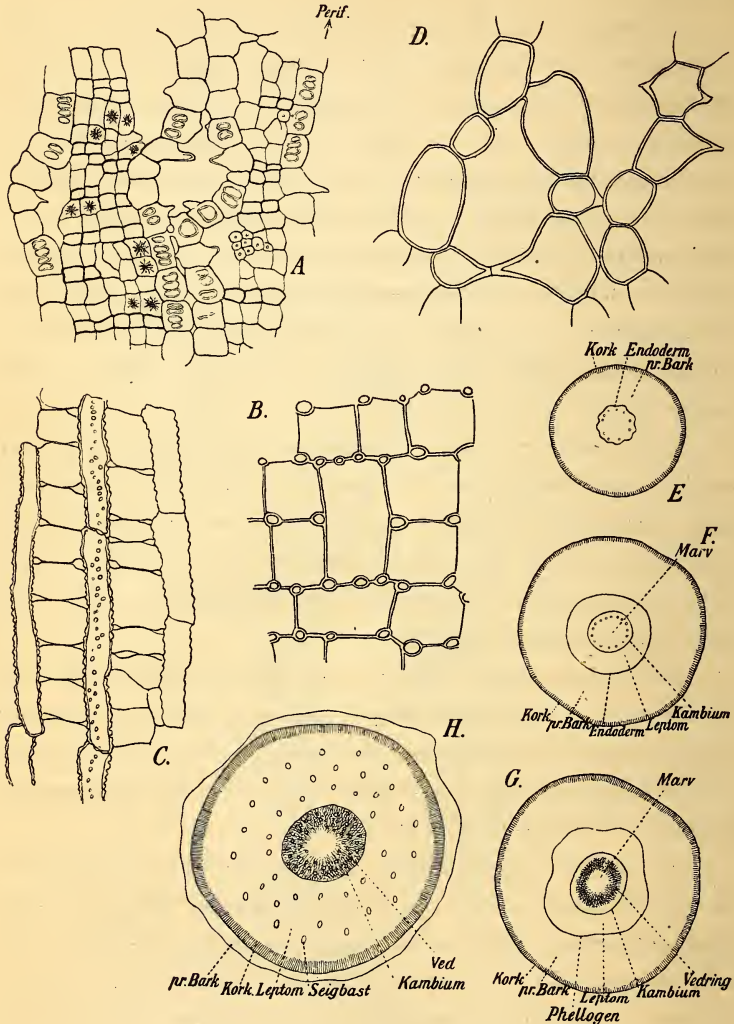 Perif.
D.
A
Kork Endoderm
pr. Bark
B.
E
F.
Marv
Kork
pr. Bark
Endoderm
Leptom
Kambium
C.
H.
G.
Marv
Ved
Kambium
pr. Bark
Kork
Leptom
Seigbast
Kork
pr. Bark
Leptom
Kambium
Vedring
Phellogen